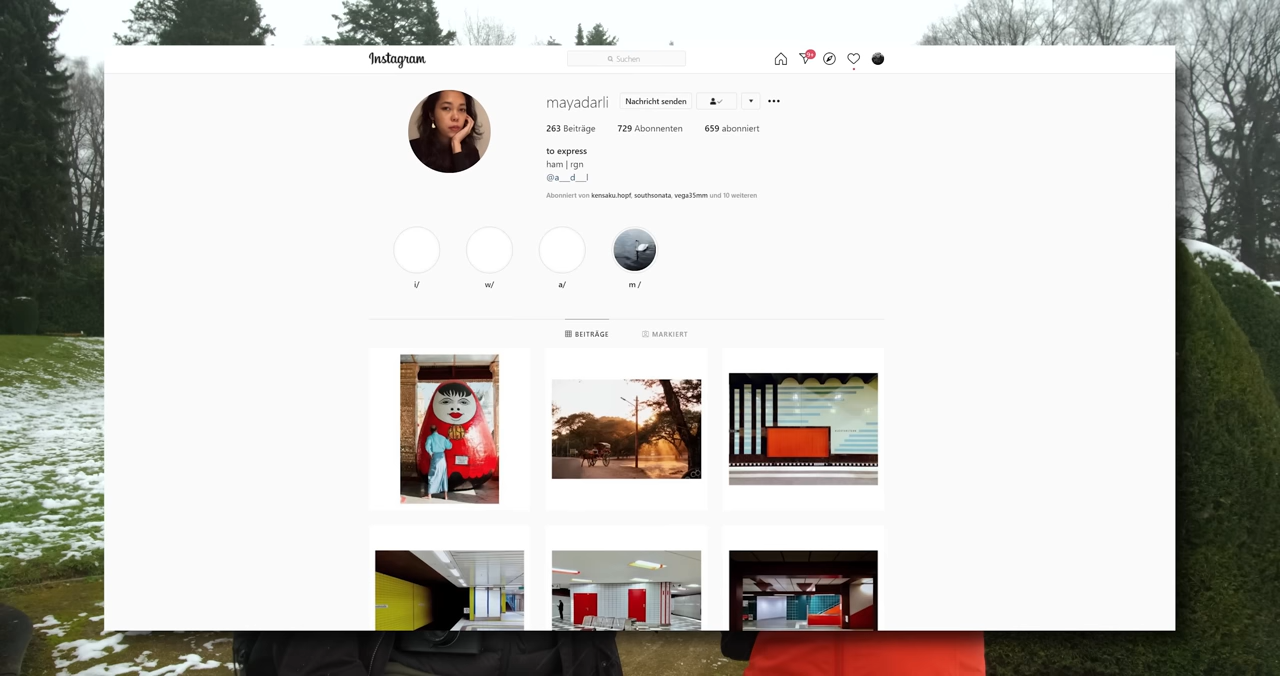 Instagram
Suchen
9+
mayadarli
Nachricht senden
263 Beiträge 729 Abonnenten 659 abonniert
to express
ham | rgn
@a__d__l
Abonniert von kensaku.hopf, southsonata, vega35mm und 10 weiteren
i/ w/ a/ m /
BEITRÄGE MARKIERT